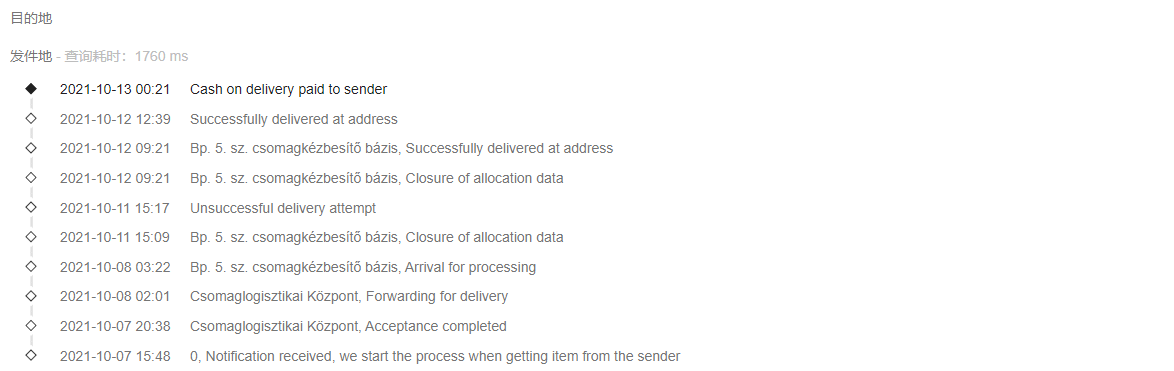 目的地
发件地 - 查询耗时：1760 ms
2021-10-13 00:21 Cash on delivery paid to sender
2021-10-12 12:39 Successfully delivered at address
2021-10-12 09:21 Bp. 5. sz. csomagkézbesítő bázis, Successfully delivered at address
2021-10-12 09:21 Bp. 5. sz. csomagkézbesítő bázis, Closure of allocation data
2021-10-11 15:17 Unsuccessful delivery attempt
2021-10-11 15:09 Bp. 5. sz. csomagkézbesítő bázis, Closure of allocation data
2021-10-08 03:22 Bp. 5. sz. csomagkézbesítő bázis, Arrival for processing
2021-10-08 02:01 Csomaglogisztikai Központ, Forwarding for delivery
2021-10-07 20:38 Csomaglogisztikai Központ, Acceptance completed
2021-10-07 15:48 0, Notification received, we start the process when getting item from the sender